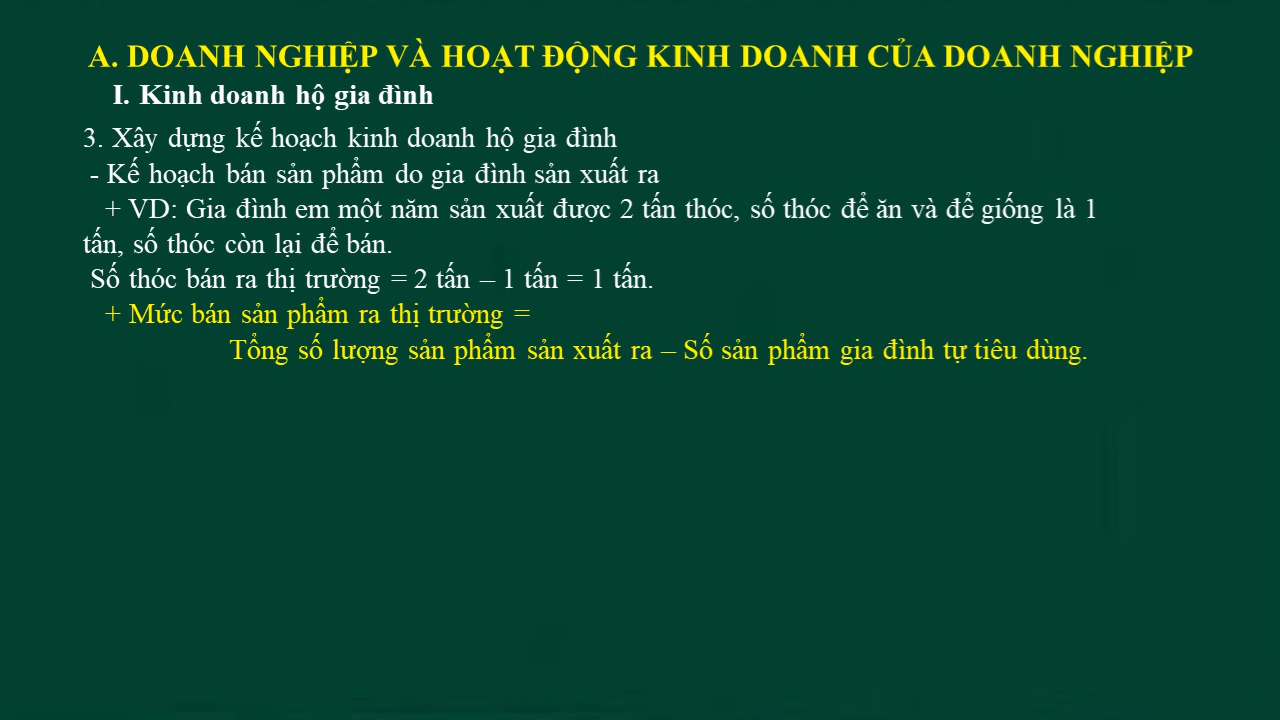 A. DOANH NGHIỆP VÀ HOẠT ĐỘNG KINH DOANH CỦA DOANH NGHIỆP
I. Kinh doanh hộ gia đình
3. Xây dựng kế hoạch kinh doanh hộ gia đình
- Kế hoạch bán sản phẩm do gia đình sản xuất ra
+ VD: Gia đình em một năm sản xuất được 2 tấn thóc, số thóc để ăn và để giống là 1
tấn, số thóc còn lại để bán.
Số thóc bán ra thị trường = 2 tấn – 1 tấn = 1 tấn.
+ Mức bán sản phẩm ra thị trường =
Tổng số lượng sản phẩm sản xuất ra – Số sản phẩm gia đình tự tiêu dùng.